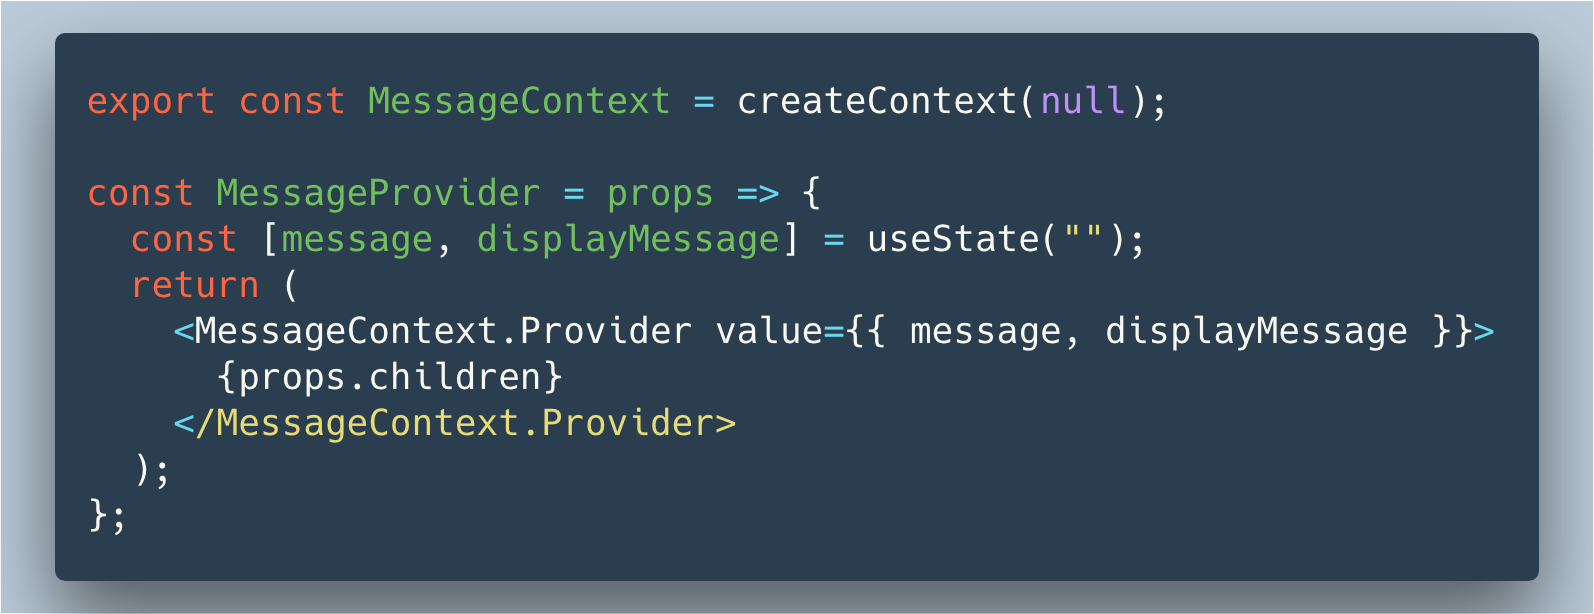 export const MessageContext = createContext(null);

const MessageProvider = props => {
  const [message, displayMessage] = useState("");
  return (
    <MessageContext.Provider value={{ message, displayMessage }}>
      {props.children}
    </MessageContext.Provider>
  );
};